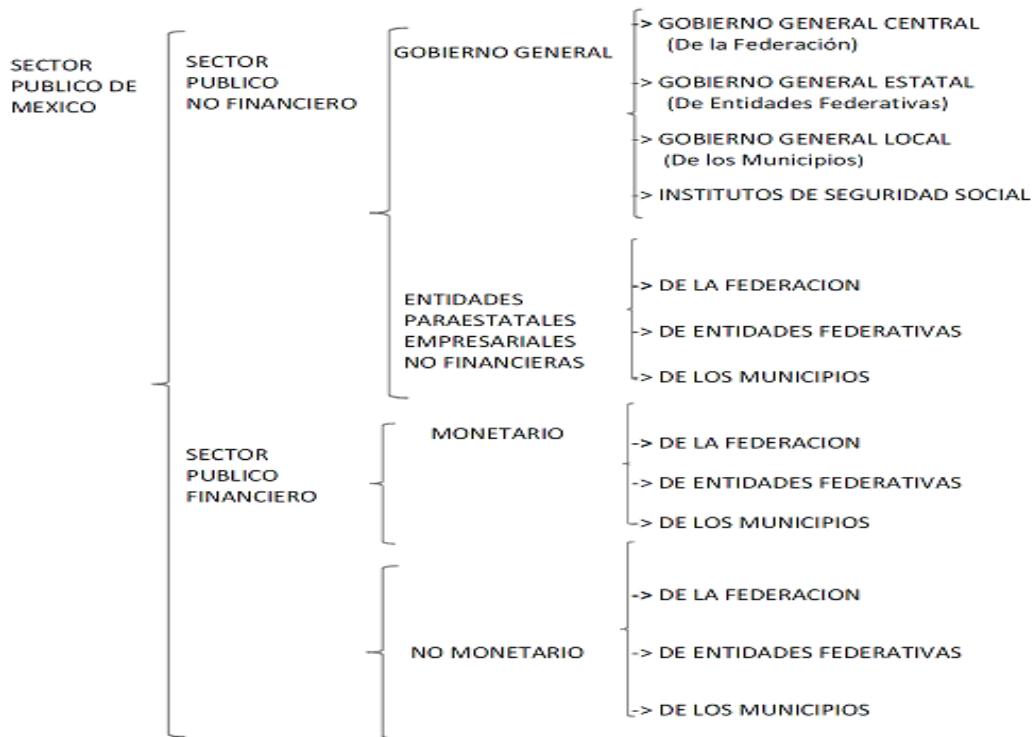 SECTOR
PUBLICO DE
MEXICO
SECTOR
PUBLICO
NO FINANCIERO
GOBIERNO GENERAL
-> GOBIERNO GENERAL CENTRAL
(De la Federación)
-> GOBIERNO GENERAL ESTATAL
(De Entidades Federativas)
-> GOBIERNO GENERAL LOCAL
(De los Municipios)
-> INSTITUTOS DE SEGURIDAD SOCIAL
ENTIDADES
PARAESTATALES
EMPRESARIALES
NO FINANCIERAS
-> DE LA FEDERACION
-> DE ENTIDADES FEDERATIVAS
-> DE LOS MUNICIPIOS
SECTOR
PUBLICO
FINANCIERO
MONETARIO
-> DE LA FEDERACION
-> DE ENTIDADES FEDERATIVAS
-> DE LOS MUNICIPIOS
NO MONETARIO
-> DE LA FEDERACION
-> DE ENTIDADES FEDERATIVAS
-> DE LOS MUNICIPIOS